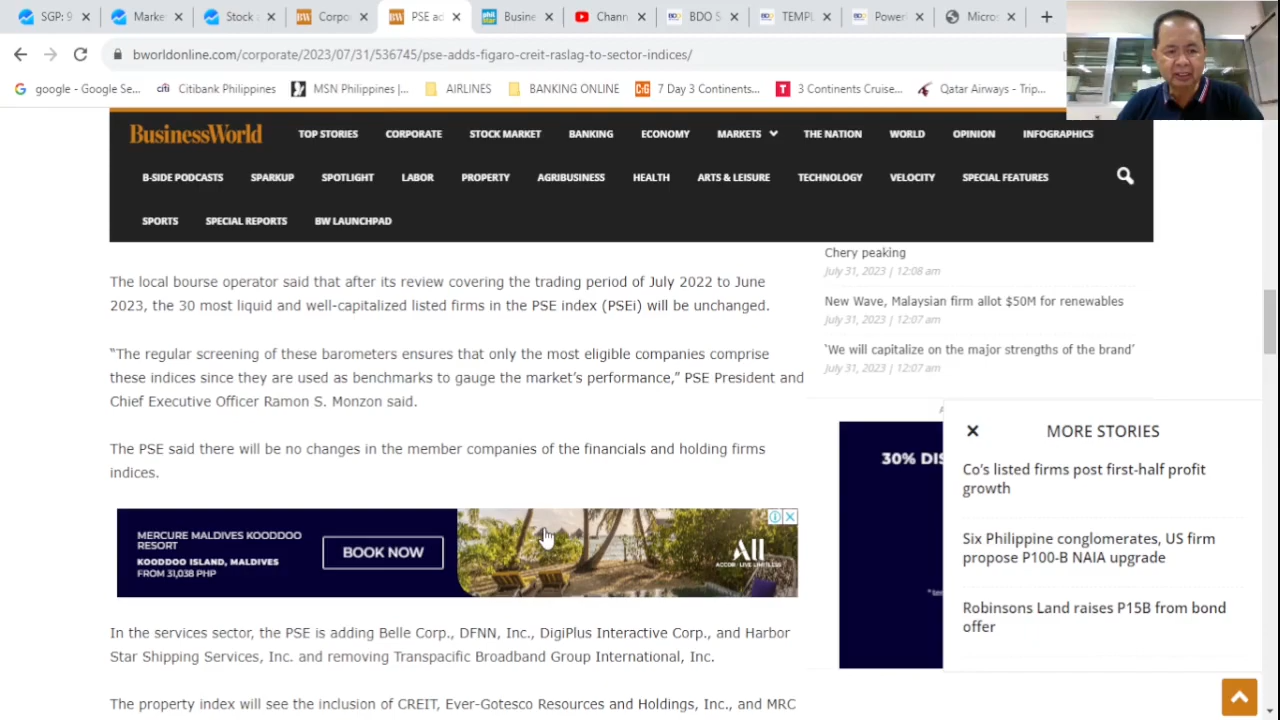 SGP: 9
Marke
Stock a
Corpo
PSE ad
Busine
Chann
BDO S
TEMPL
Power
Micros
bworldonline.com/corporate/2023/07/31/536745/pse-adds-figaro-creit-raslag-to-sector-indices/
google - Google Se...
Citibank Philippines
MSN Philippines |...
AIRLINES
BANKING ONLINE
7 Day 3 Continents...
3 Continents Cruise...
Qatar Airways - Trip...
BusinessWorld
TOP STORIES
CORPORATE
STOCK MARKET
BANKING
ECONOMY
MARKETS
THE NATION
WORLD
OPINION
INFOGRAPHICS
B-SIDE PODCASTS
SPARKUP
SPOTLIGHT
LABOR
PROPERTY
AGRIBUSINESS
HEALTH
ARTS & LEISURE
TECHNOLOGY
VELOCITY
SPECIAL FEATURES
SPORTS
SPECIAL REPORTS
BW LAUNCHPAD
The local bourse operator said that after its review covering the trading period of July 2022 to June
2023, the 30 most liquid and well-capitalized listed firms in the PSE index (PSEi) will be unchanged.
“The regular screening of these barometers ensures that only the most eligible companies comprise
these indices since they are used as benchmarks to gauge the market’s performance,” PSE President and
Chief Executive Officer Ramon S. Monzon said.
The PSE said there will be no changes in the member companies of the financials and holding firms
indices.
MERCURE MALDIVES KOODDOO
RESORT
KOODDOO ISLAND, MALDIVES
FROM 31,038 PHP
BOOK NOW
All
ACCOR · LIVE LIMITLESS
In the services sector, the PSE is adding Belle Corp., DFNN, Inc., DigiPlus Interactive Corp., and Harbor
Star Shipping Services, Inc. and removing Transpacific Broadband Group International, Inc.
The property index will see the inclusion of CREIT, Ever-Gotesco Resources and Holdings, Inc., and MRC
Chery peaking
July 31, 2023 | 12:08 am
New Wave, Malaysian firm allot $50M for renewables
July 31, 2023 | 12:07 am
‘We will capitalize on the major strengths of the brand’
July 31, 2023 | 12:07 am
30% DIS
MORE STORIES
Co’s listed firms post first-half profit
growth
Six Philippine conglomerates, US firm
propose P100-B NAIA upgrade
Robinsons Land raises P15B from bond
offer